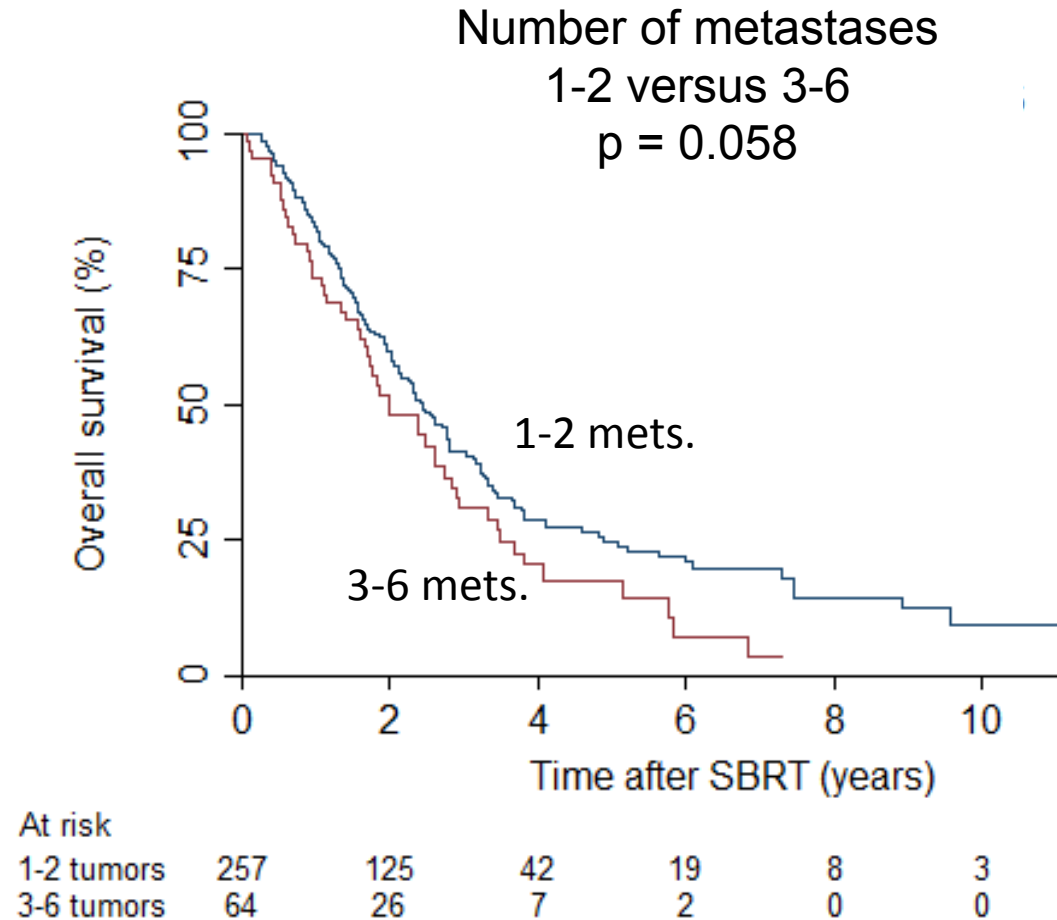 Number of metastases
1-2 versus 3-6
p = 0.058
Overall survival (%)
100
75
50
25
0
1-2 mets.
3-6 mets.
0 2 4 6 8 10
Time after SBRT (years)
At risk
1-2 tumors 257 125 42 19 8 3
3-6 tumors 64 26 7 2 0 0